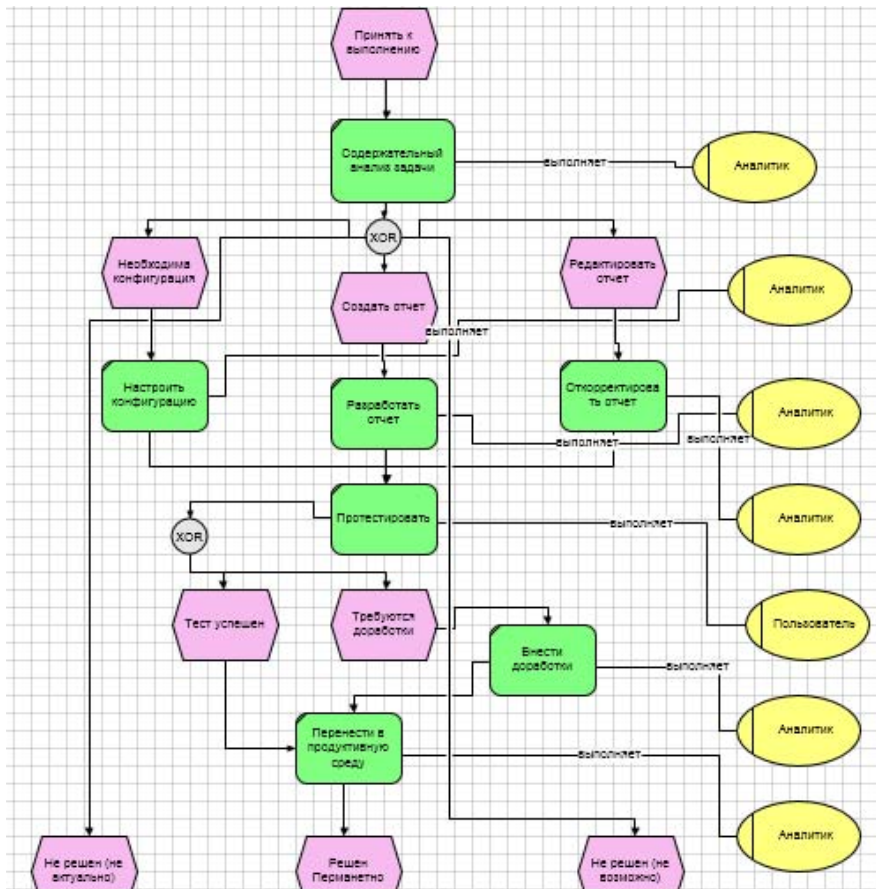 Принять к
выполнению
Содержательный
анализ задачи
выполняет
Аналитик
XOR
Необходима
конфигурация
Редактировать
отчет
Создать отчет
Аналитик
выполняет
Настроить
конфигурацию
Разработать
отчет
Откорректирова
ть отчет
Аналитик
выполняет
выполняет
Протестировать
выполняет
Аналитик
XOR
Тест успешен
Требуются
доработки
Пользователь
Внести
доработки
выполняет
Аналитик
Перенести в
продуктивную
среду
выполняет
Аналитик
Не решен (не
актуально)
Решен
Перманетно
Не решен (не
возможно)